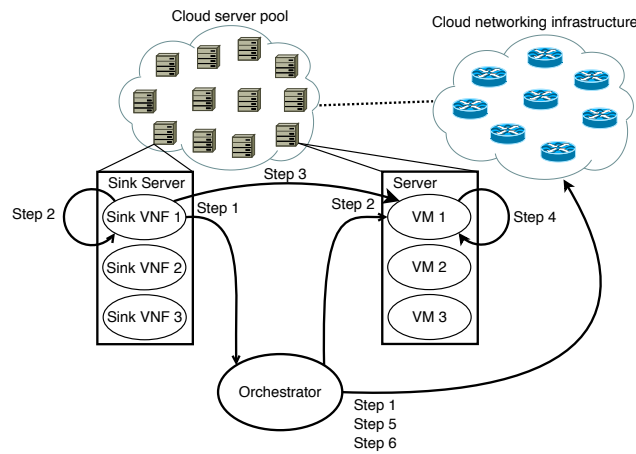 Cloud server pool
Cloud networking infrastructure
Sink Server
Step 3
Server
Step 2
Sink VNF 1
Step 1
Step 2
VM 1
Step 4
Sink VNF 2
VM 2
Sink VNF 3
VM 3
Orchestrator
Step 1
Step 5
Step 6